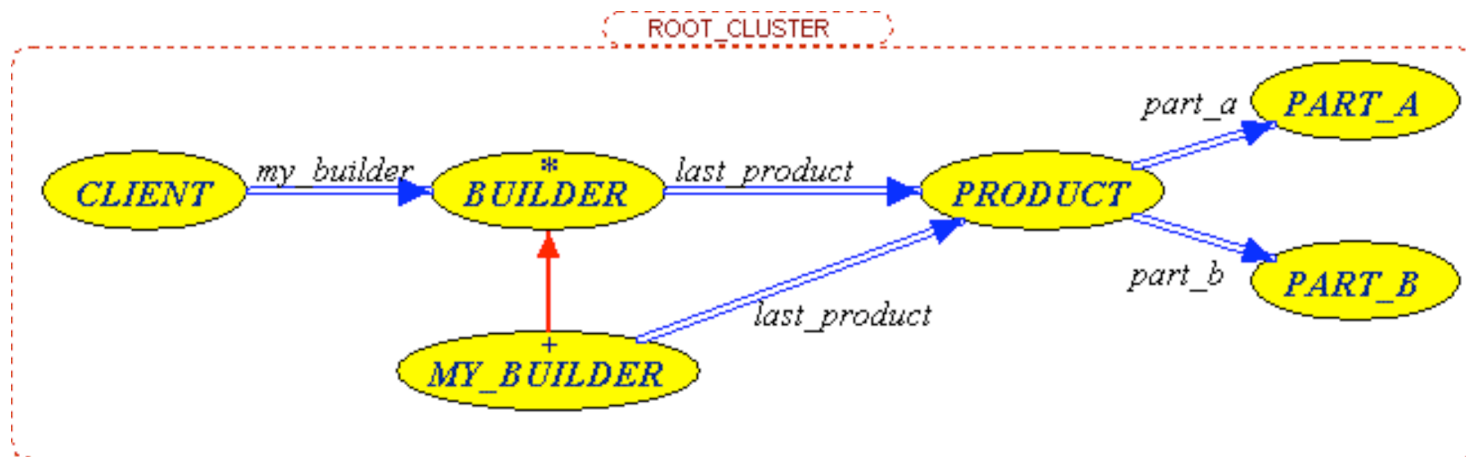 ROOT_CLUSTER
part_a
PART_A
CLIENT
my_builder
*
BUILDER
last_product
PRODUCT
part_b
PART_B
last_product
+
MY_BUILDER